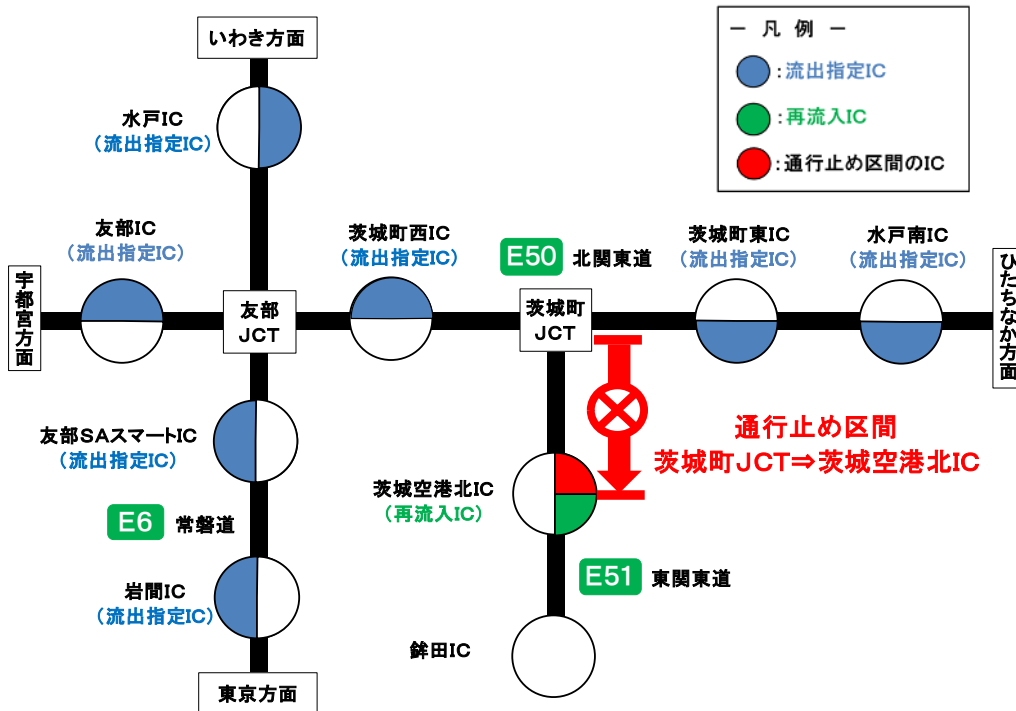 いわき方面
－ 凡 例 －
：流出指定IC
：再流入IC
：通行止め区間のIC
水戸IC
（流出指定IC）
友部IC
（流出指定IC）
茨城町西IC
（流出指定IC）
E50 北関東道
茨城町東IC
（流出指定IC）
水戸南IC
（流出指定IC）
宇都宮方面
友部
JCT
茨城町
JCT
ひたちなか方面
友部SAスマートIC
（流出指定IC）
通行止め区間
茨城町JCT⇒茨城空港北IC
茨城空港北IC
（再流入IC）
E6 常磐道
岩間IC
（流出指定IC）
E51 東関東道
鉾田IC
東京方面